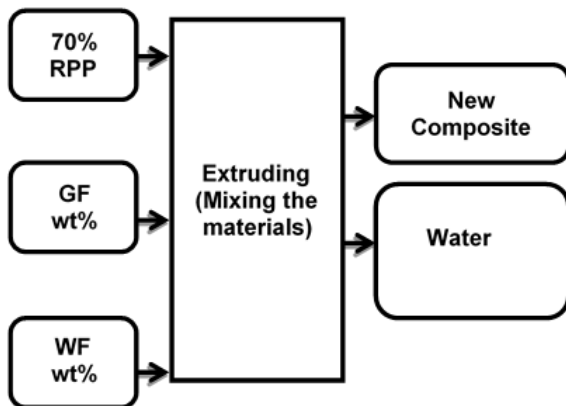 70%
RPP
GF
wt%
WF
wt%
Extruding
(Mixing the
materials)
New
Composite
Water